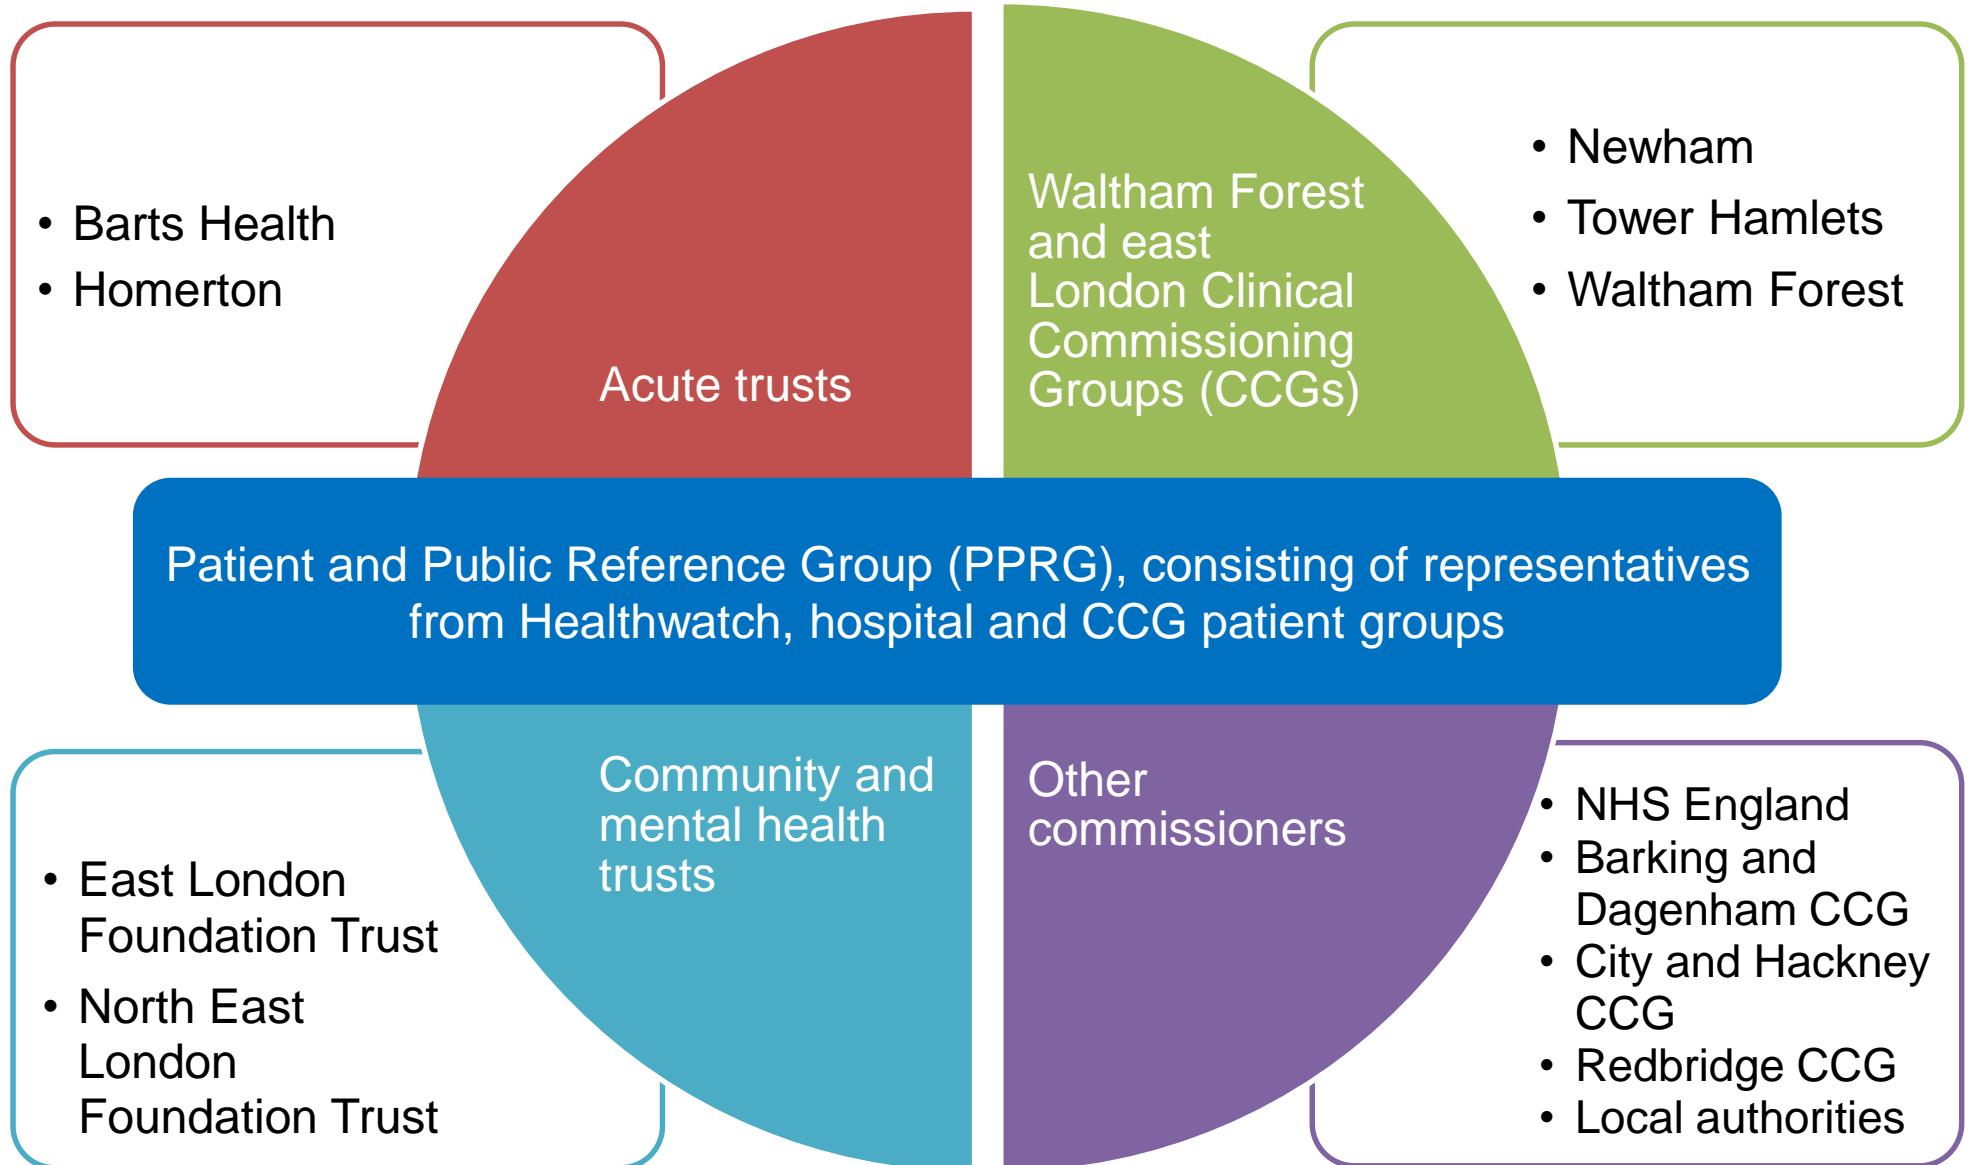 • Barts Health
• Homerton
Acute trusts
Waltham Forest
and east
London Clinical
Commissioning
Groups (CCGs)
• Newham
• Tower Hamlets
• Waltham Forest
Patient and Public Reference Group (PPRG), consisting of representatives
from Healthwatch, hospital and CCG patient groups
• East London
Foundation Trust
• North East
London
Foundation Trust
Community and
mental health
trusts
Other
commissioners
• NHS England
• Barking and
Dagenham CCG
• City and Hackney
CCG
• Redbridge CCG
• Local authorities